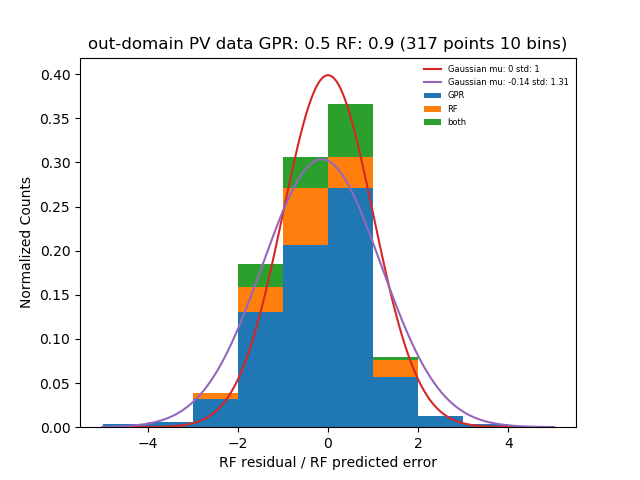 out-domain PV data GPR: 0.5 RF: 0.9 (317 points 10 bins)
Gaussian mu: 0 std: 1
Gaussian mu: -0.14 std: 1.31
GPR
RF
both
Normalized Counts
0.40
0.35
0.30
0.25
0.20
0.15
0.10
0.05
0.00
−4
−2
0
2
4
RF residual / RF predicted error